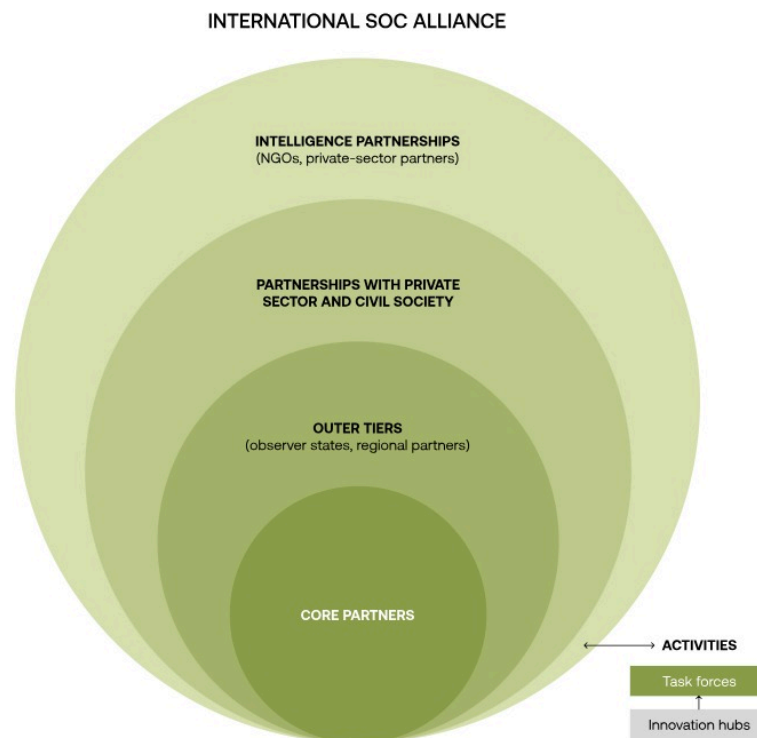 INTERNATIONAL SOC ALLIANCE
INTELLIGENCE PARTNERSHIPS
(NGOs, private-sector partners)
PARTNERSHIPS WITH PRIVATE
SECTOR AND CIVIL SOCIETY
OUTER TIERS
(observer states, regional partners)
CORE PARTNERS
ACTIVITIES
Task forces
Innovation hubs